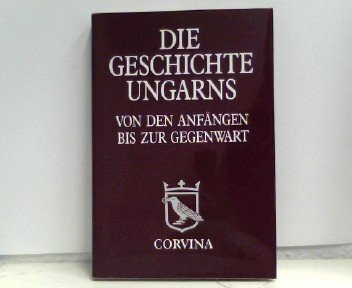 DIE
GESCHICHTE
UNGARNS
VON DEN ANFÄNGEN
BIS ZUR GEGENWART
CORVINA